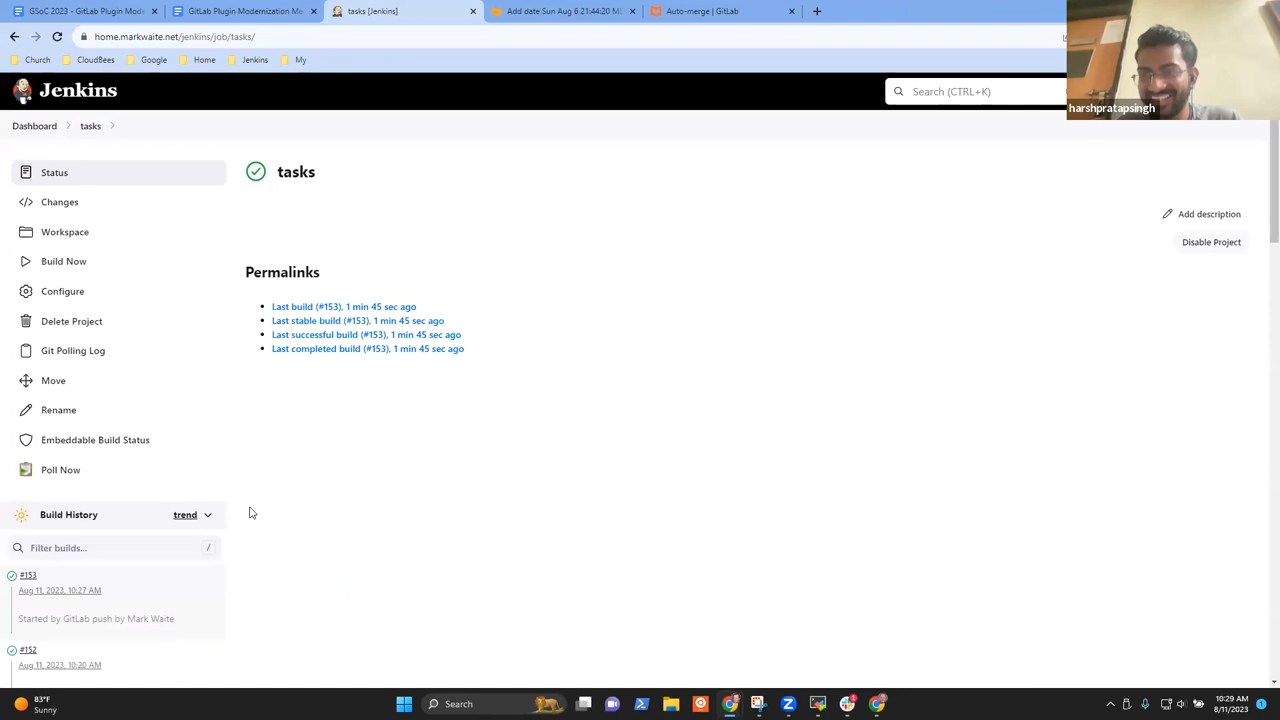 GSoC GitLab Plugin Mode
GitLab Plugin Modernization
tasks [Jenkins]
Add date Sun Aug 6 21:44:20 M
Auto-merge | GitLab
home.markwaite.net/jenkins/job/tasks/
Church
CloudBees
Google
Home
Jenkins
My
Jenkins
Search (CTRL+K)
harshpratapsingh
Dashboard
tasks
Status
tasks
Changes
Add description
Workspace
Disable Project
Build Now
Permalinks
Configure
Last build (#153), 1 min 45 sec ago
Delete Project
Last stable build (#153), 1 min 45 sec ago
Last successful build (#153), 1 min 45 sec ago
Git Polling Log
Last completed build (#153), 1 min 45 sec ago
Move
Rename
Embeddable Build Status
Poll Now
Build History
trend
Filter builds...
/
#153
Aug 11, 2023, 10:27 AM
Started by GitLab push by Mark Waite
#152
Aug 11, 2023, 10:20 AM
83°F
Sunny
Search
10:29 AM
8/11/2023